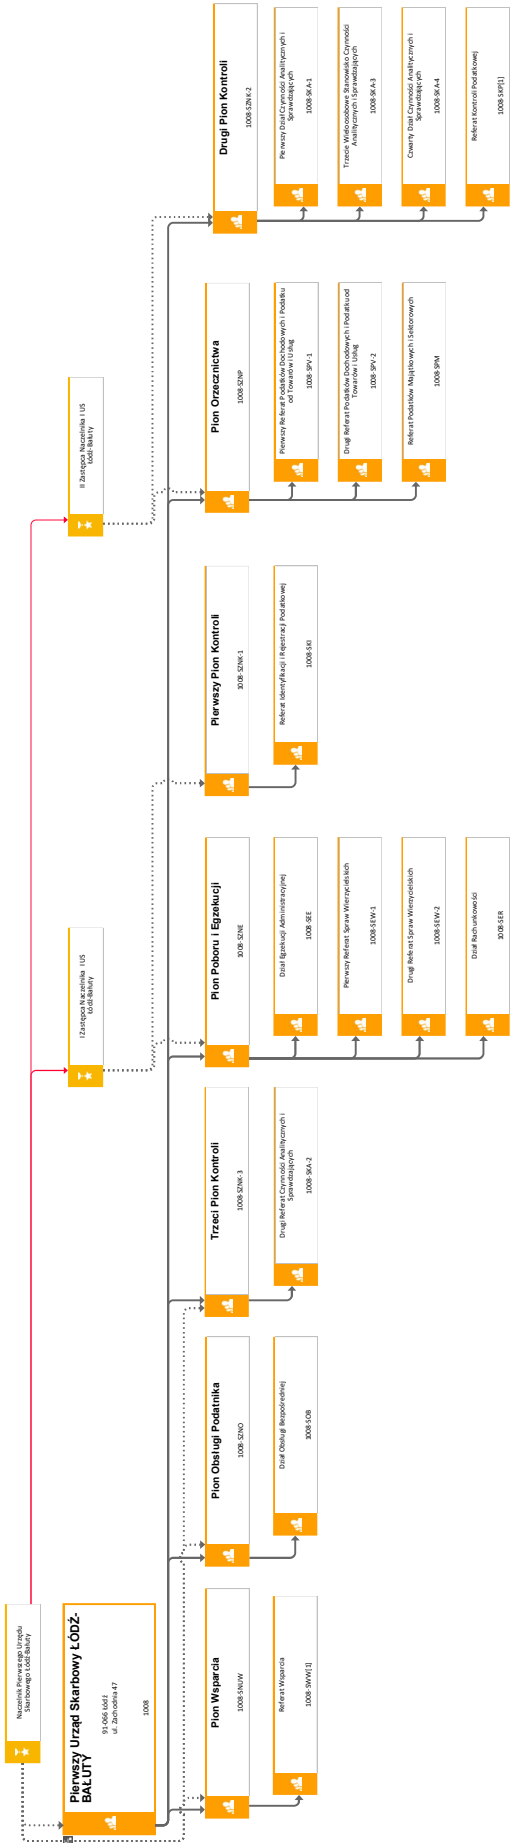 Naczelnik Pierwszego Urzędu
Skarbowego Łódź-Bałuty
Pierwszy Urząd Skarbowy ŁÓDŹ-
BAŁUTY
91-066 Łódź
ul. Zachodnia 47
1008
I Zastępca Naczelnika I US
Łódź-Bałuty
II Zastępca Naczelnika I US
Łódź-Bałuty
Pion Wsparcia
1008-SNUW
Referat Wsparcia
1008-SWW[1]
Pion Obsługi Podatnika
1008-SZNO
Dział Obsługi Bezpośredniej
1008-SOB
Trzeci Pion Kontroli
1008-SZNK-3
Drugi Referat Czynności Analitycznych i
Sprawdzających
1008-SKA-2
Pion Poboru i Egzekucji
1008-SZNE
Dział Egzekucji Administracyjnej
1008-SEE
Pierwszy Referat Spraw Wierzycielskich
1008-SEW-1
Drugi Referat Spraw Wierzycielskich
1008-SEW-2
Dział Rachunkowości
1008-SER
Pierwszy Pion Kontroli
1008-SZNK-1
Referat Identyfikacji i Rejestracji Podatkowej
1008-SKI
Pion Orzecznictwa
1008-SZNP
Pierwszy Referat Podatków Dochodowych i Podatku
od Towarów i Usług
1008-SPV-1
Drugi Referat Podatków Dochodowych i Podatku od
Towarów i Usług
1008-SPV-2
Referat Podatków Majątkowych i Sektorowych
1008-SPM
Drugi Pion Kontroli
1008-SZNK-2
Pierwszy Dział Czynności Analitycznych i
Sprawdzających
1008-SKA-1
Trzecie Wieloosobowe Stanowisko Czynności
Analitycznych i Sprawdzających
1008-SKA-3
Czwarty Dział Czynności Analitycznych i
Sprawdzających
1008-SKA-4
Referat Kontroli Podatkowej
1008-SKP[1]